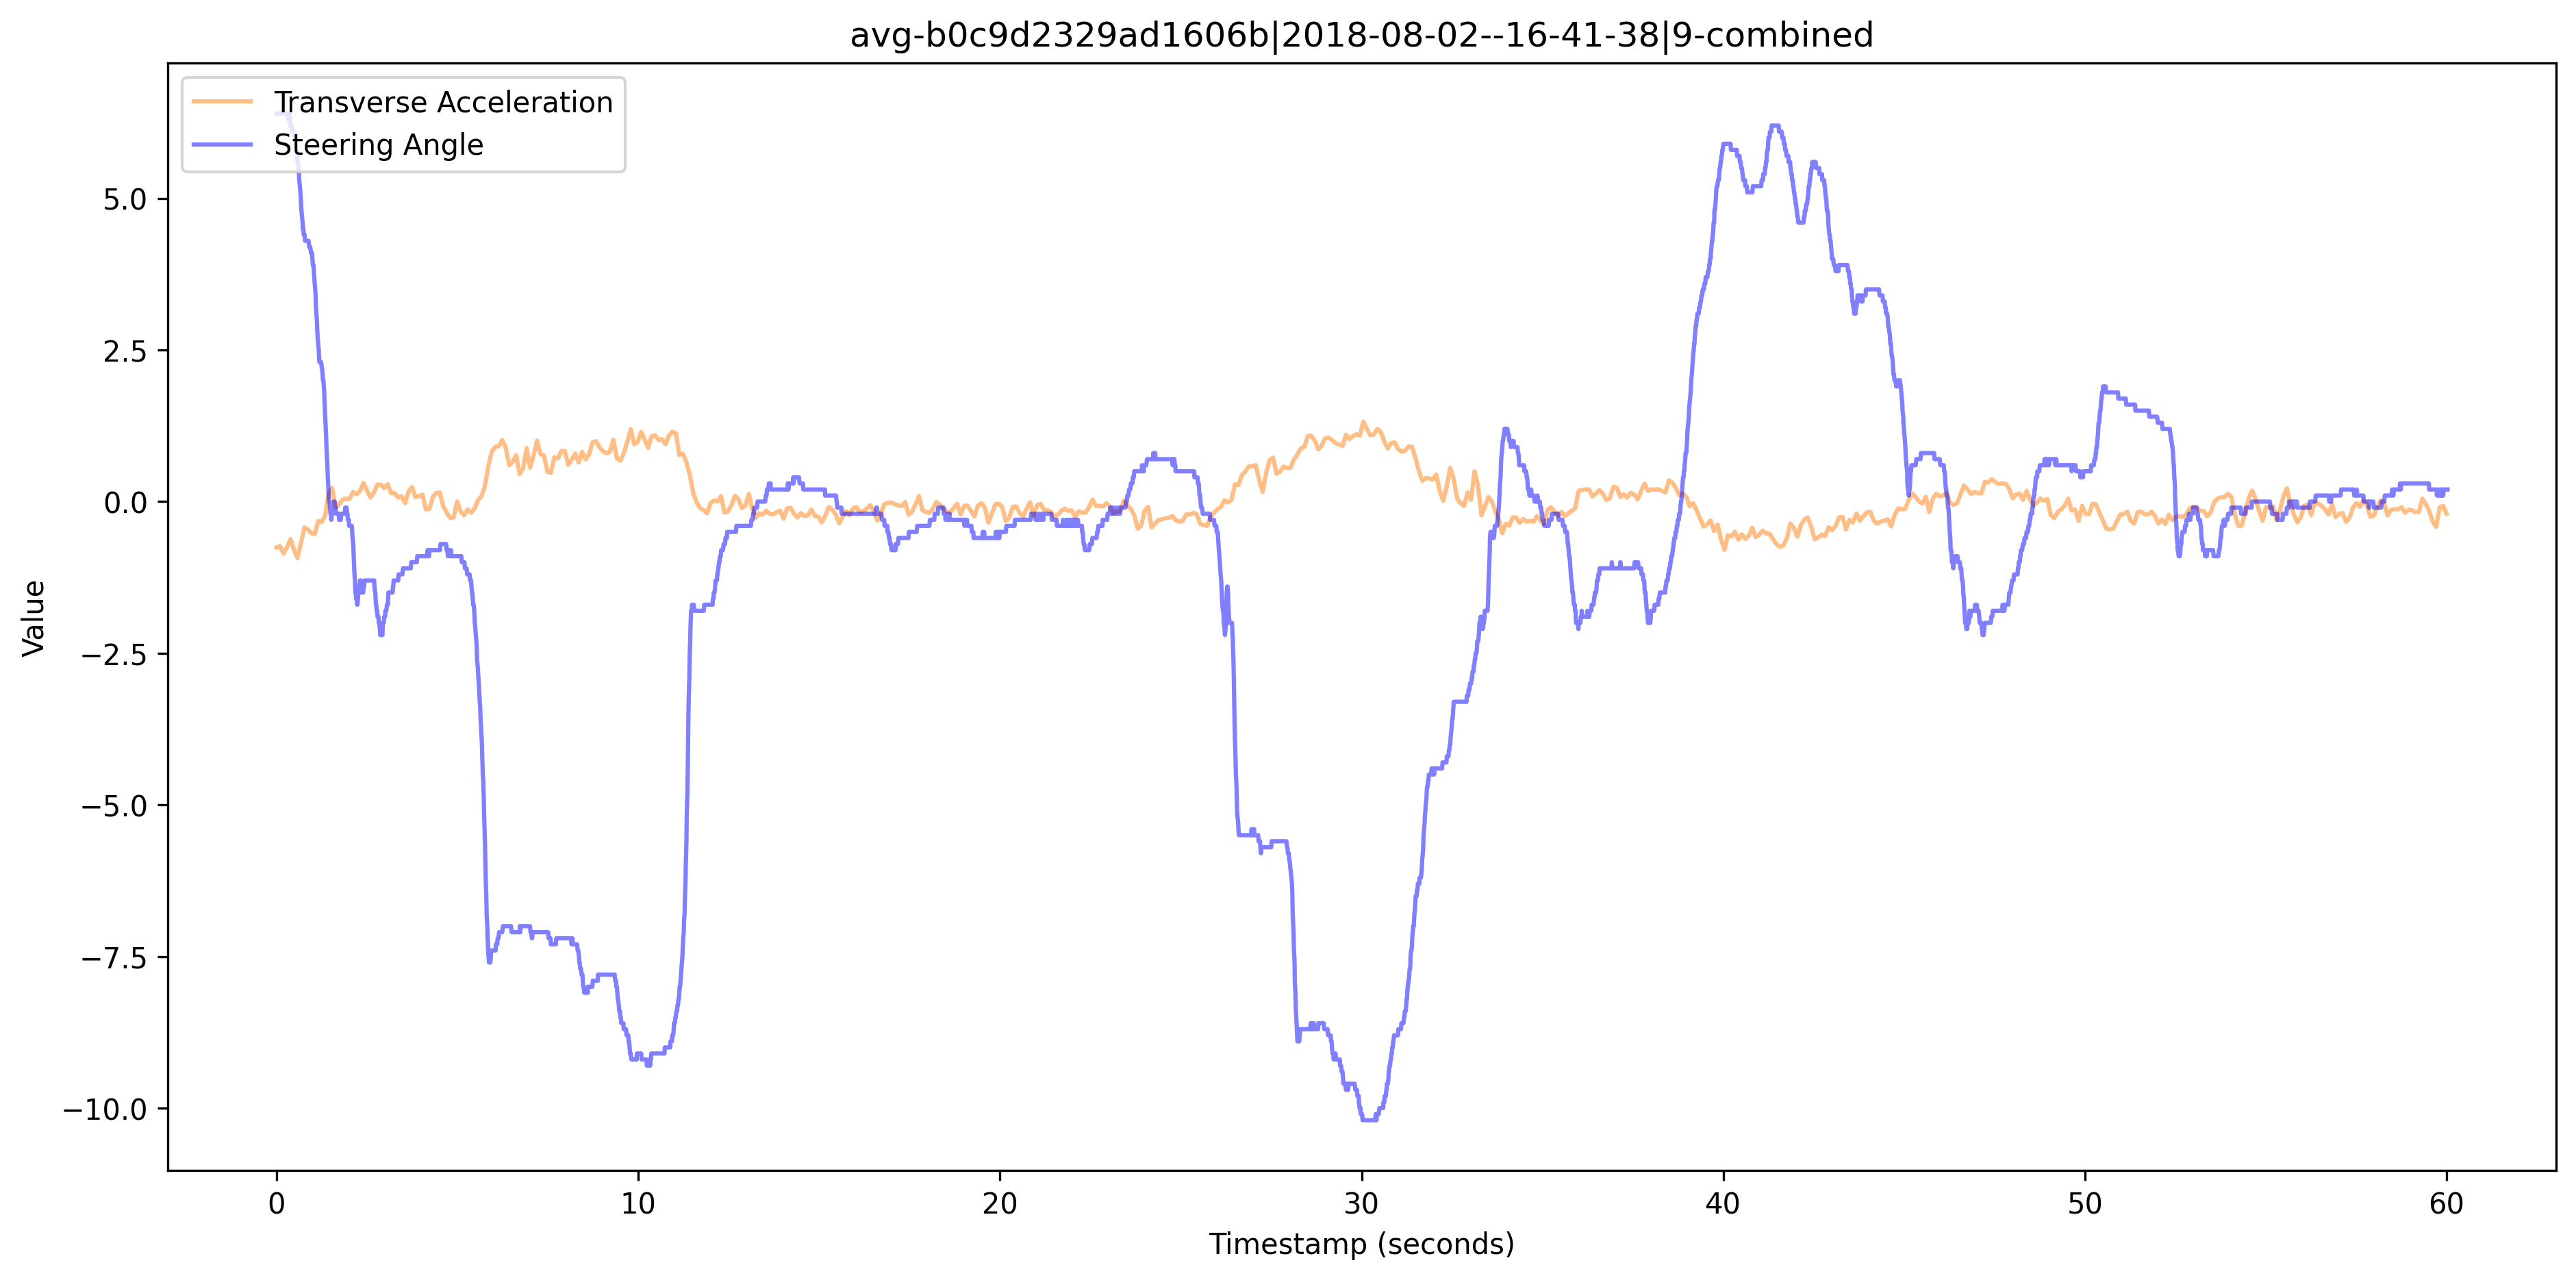 avg-b0c9d2329ad1606b|2018-08-02--16-41-38|9-combined
Transverse Acceleration
Steering Angle
5.0
2.5
0.0
−2.5
−5.0
−7.5
−10.0
Value
0 10 20 30 40 50 60
Timestamp (seconds)